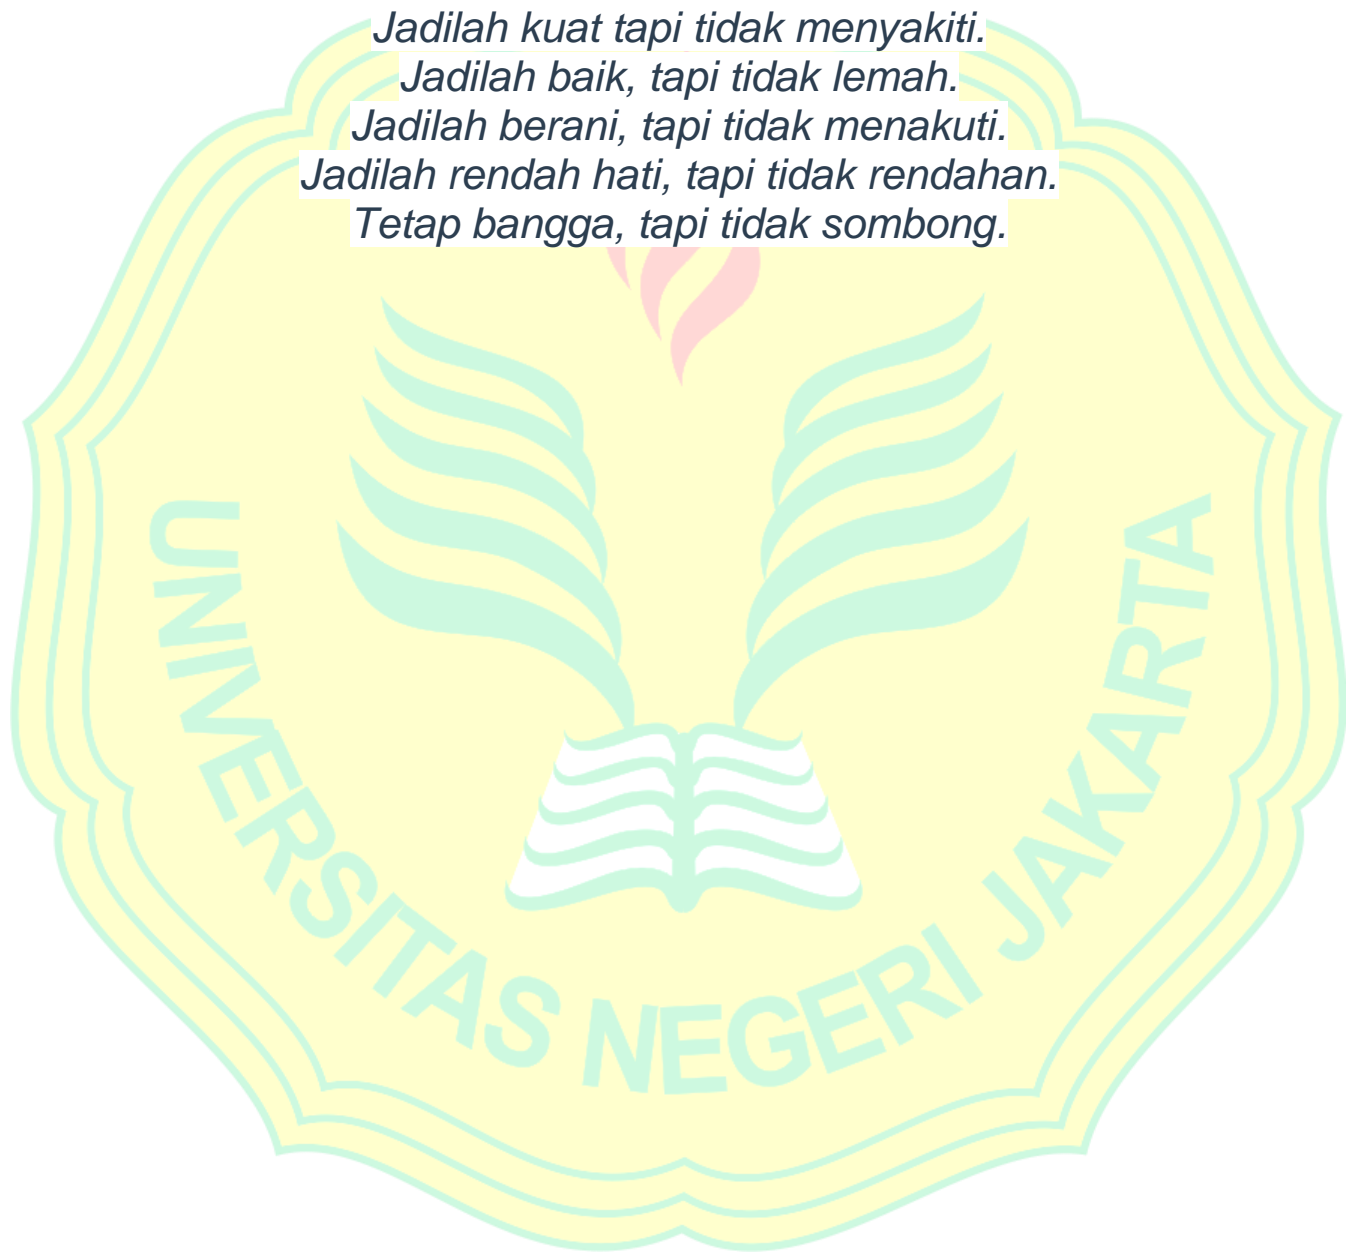 Jadilah kuat tapi tidak menyakiti.
Jadilah baik, tapi tidak lemah.
Jadilah berani, tapi tidak menakuti.
Jadilah rendah hati, tapi tidak rendahan.
Tetap bangga, tapi tidak sombong.
UNIVERSITAS NEGERI JAKARTA